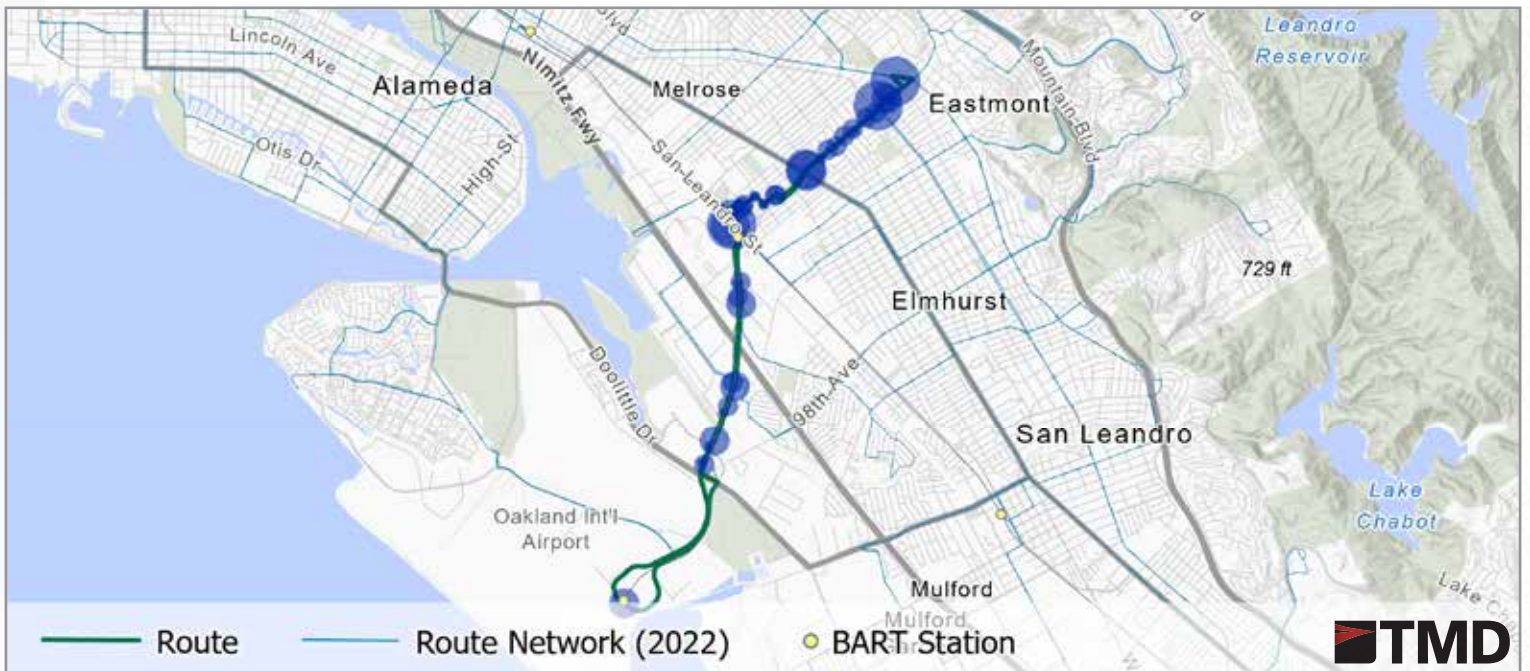 Blvd
Leandro
Reservoir
Lincoln Ave
Alameda
Nimitz Fwy
Melrose
Eastmont
Mountain-Blvd
Otis Dr
High-St
San-Leandro St
729 ft
Elmhurst
Doolittle Dr
98th Ave
San Leandro
Lake
Chabot
Oakland Int'l
Airport
Mulford
Mulford
Lake
Route
Route Network (2022)
BART Station
TMD